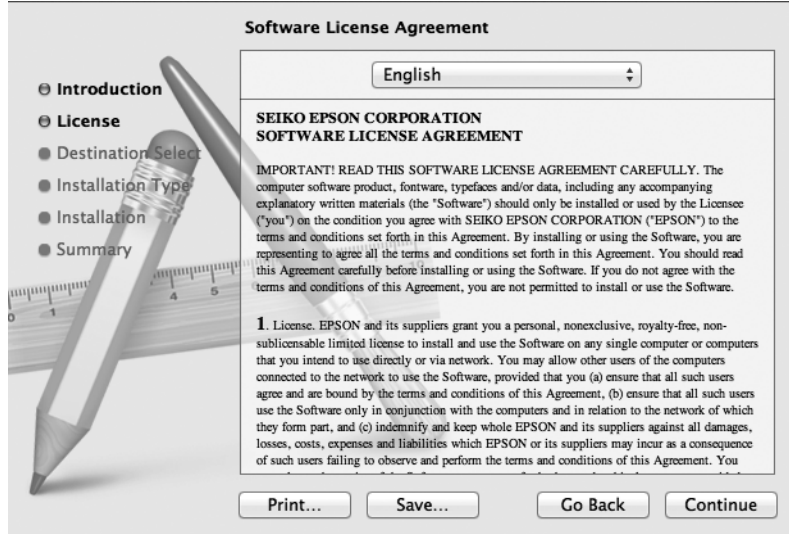 Software License Agreement
English
Introduction
License
Destination Select
Installation Type
Installation
Summary
SEIKO EPSON CORPORATION
SOFTWARE LICENSE AGREEMENT
IMPORTANT! READ THIS SOFTWARE LICENSE AGREEMENT CAREFULLY. The
computer software product, fontware, typefaces and/or data, including any accompanying
explanatory written materials (the "Software") should only be installed or used by the Licensee
("you") on the condition you agree with SEIKO EPSON CORPORATION ("EPSON") to the
terms and conditions set forth in this Agreement. By installing or using the Software, you are
representing to agree all the terms and conditions set forth in this Agreement. You should read
this Agreement carefully before installing or using the Software. If you do not agree with the
terms and conditions of this Agreement, you are not permitted to install or use the Software.
1. License. EPSON and its suppliers grant you a personal, nonexclusive, royalty-free, non-
sublicensable limited license to install and use the Software on any single computer or computers
that you intend to use directly or via network. You may allow other users of the computers
connected to the network to use the Software, provided that you (a) ensure that all such users
agree and are bound by the terms and conditions of this Agreement, (b) ensure that all such users
use the Software only in conjunction with the computers and in relation to the network of which
they form part, and (c) indemnify and keep whole EPSON and its suppliers against all damages,
losses, costs, expenses and liabilities which EPSON or its suppliers may incur as a consequence
of such users failing to observe and perform the terms and conditions of this Agreement. You
0 1 4 5 10
Print... Save... Go Back Continue